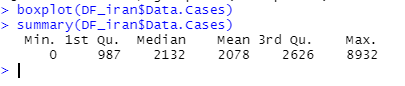 > boxplot(DF_iran$Data.Cases)
> summary(DF_iran$Data.Cases)
   Min. 1st Qu.  Median    Mean 3rd Qu.    Max. 
      0     987    2132    2078    2626    8932 
>